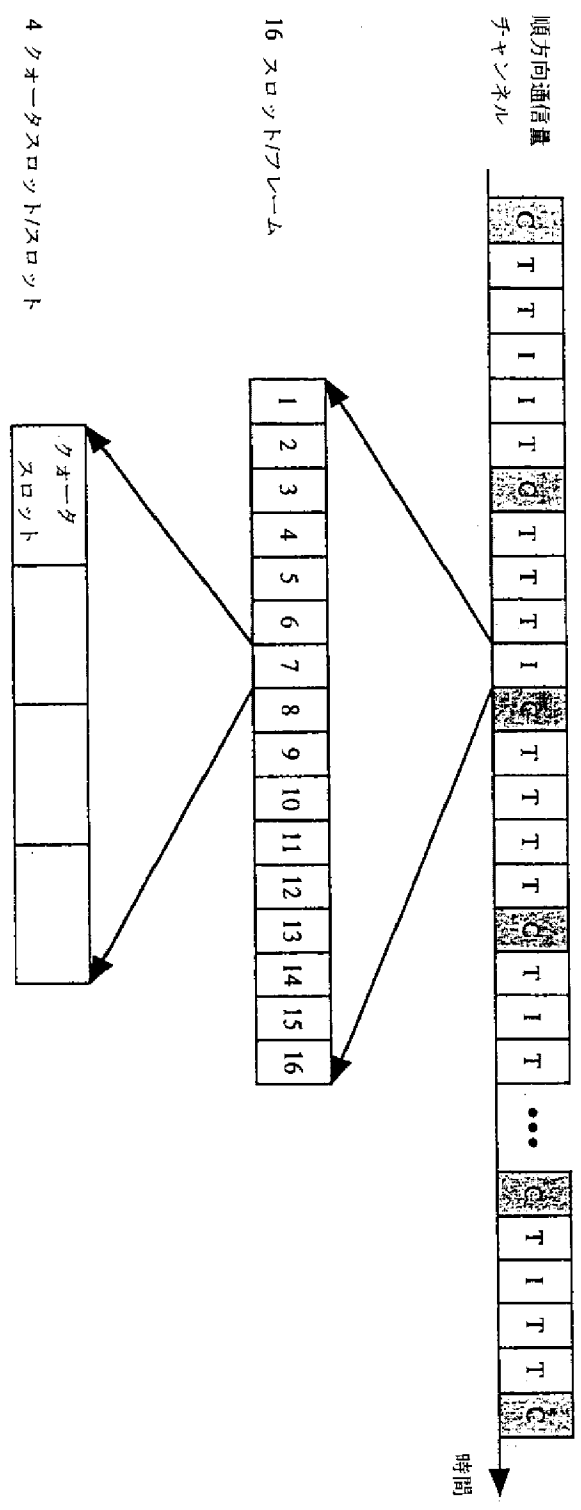 順方向通信量
チャンネル
C T T I I T C T T T I C T T T T C T I T ••• C T I T T C
時間
16 スロット/フレーム
1 2 3 4 5 6 7 8 9 10 11 12 13 14 15 16
4 クォータスロット/スロット
クォータ
スロット